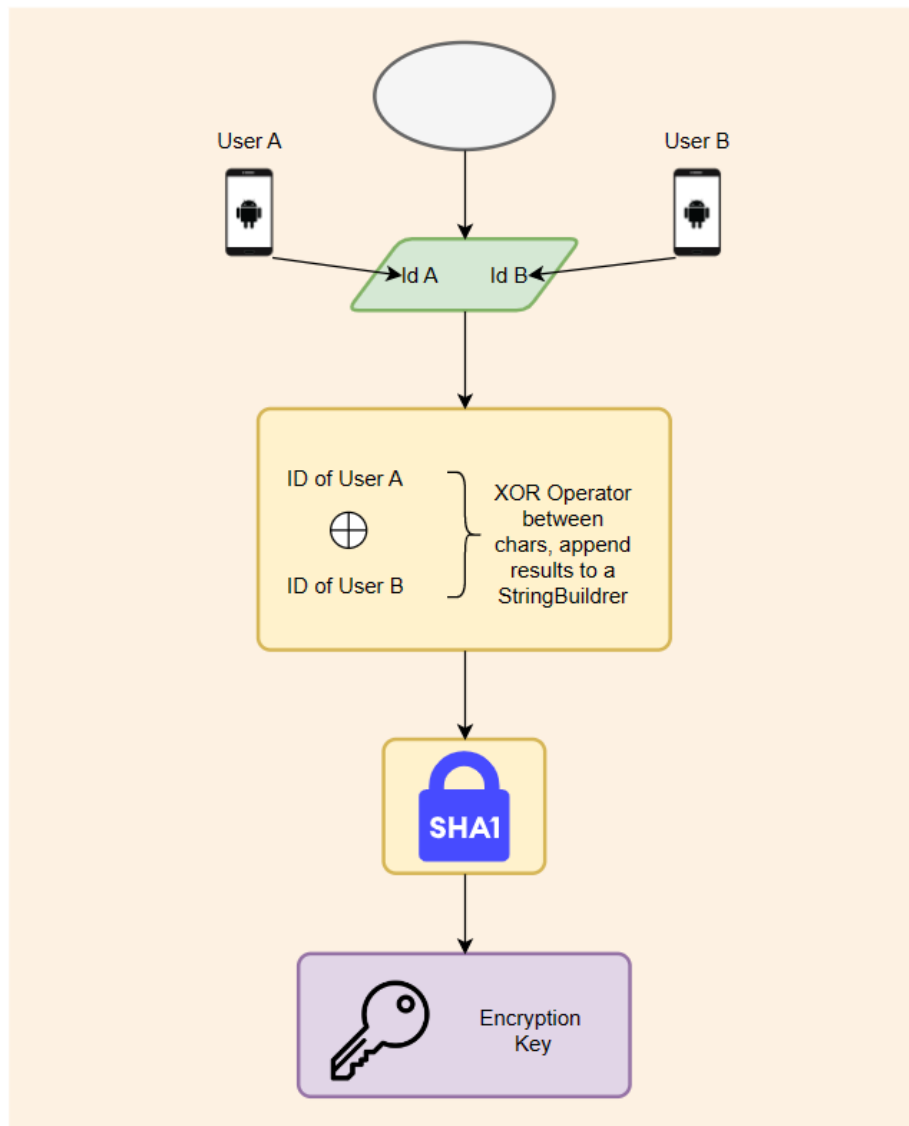 User A
User B
Id A
Id B
ID of User A
ID of User B
XOR Operator
between
chars, append
results to a
StringBuildrer
SHA1
Encryption
Key